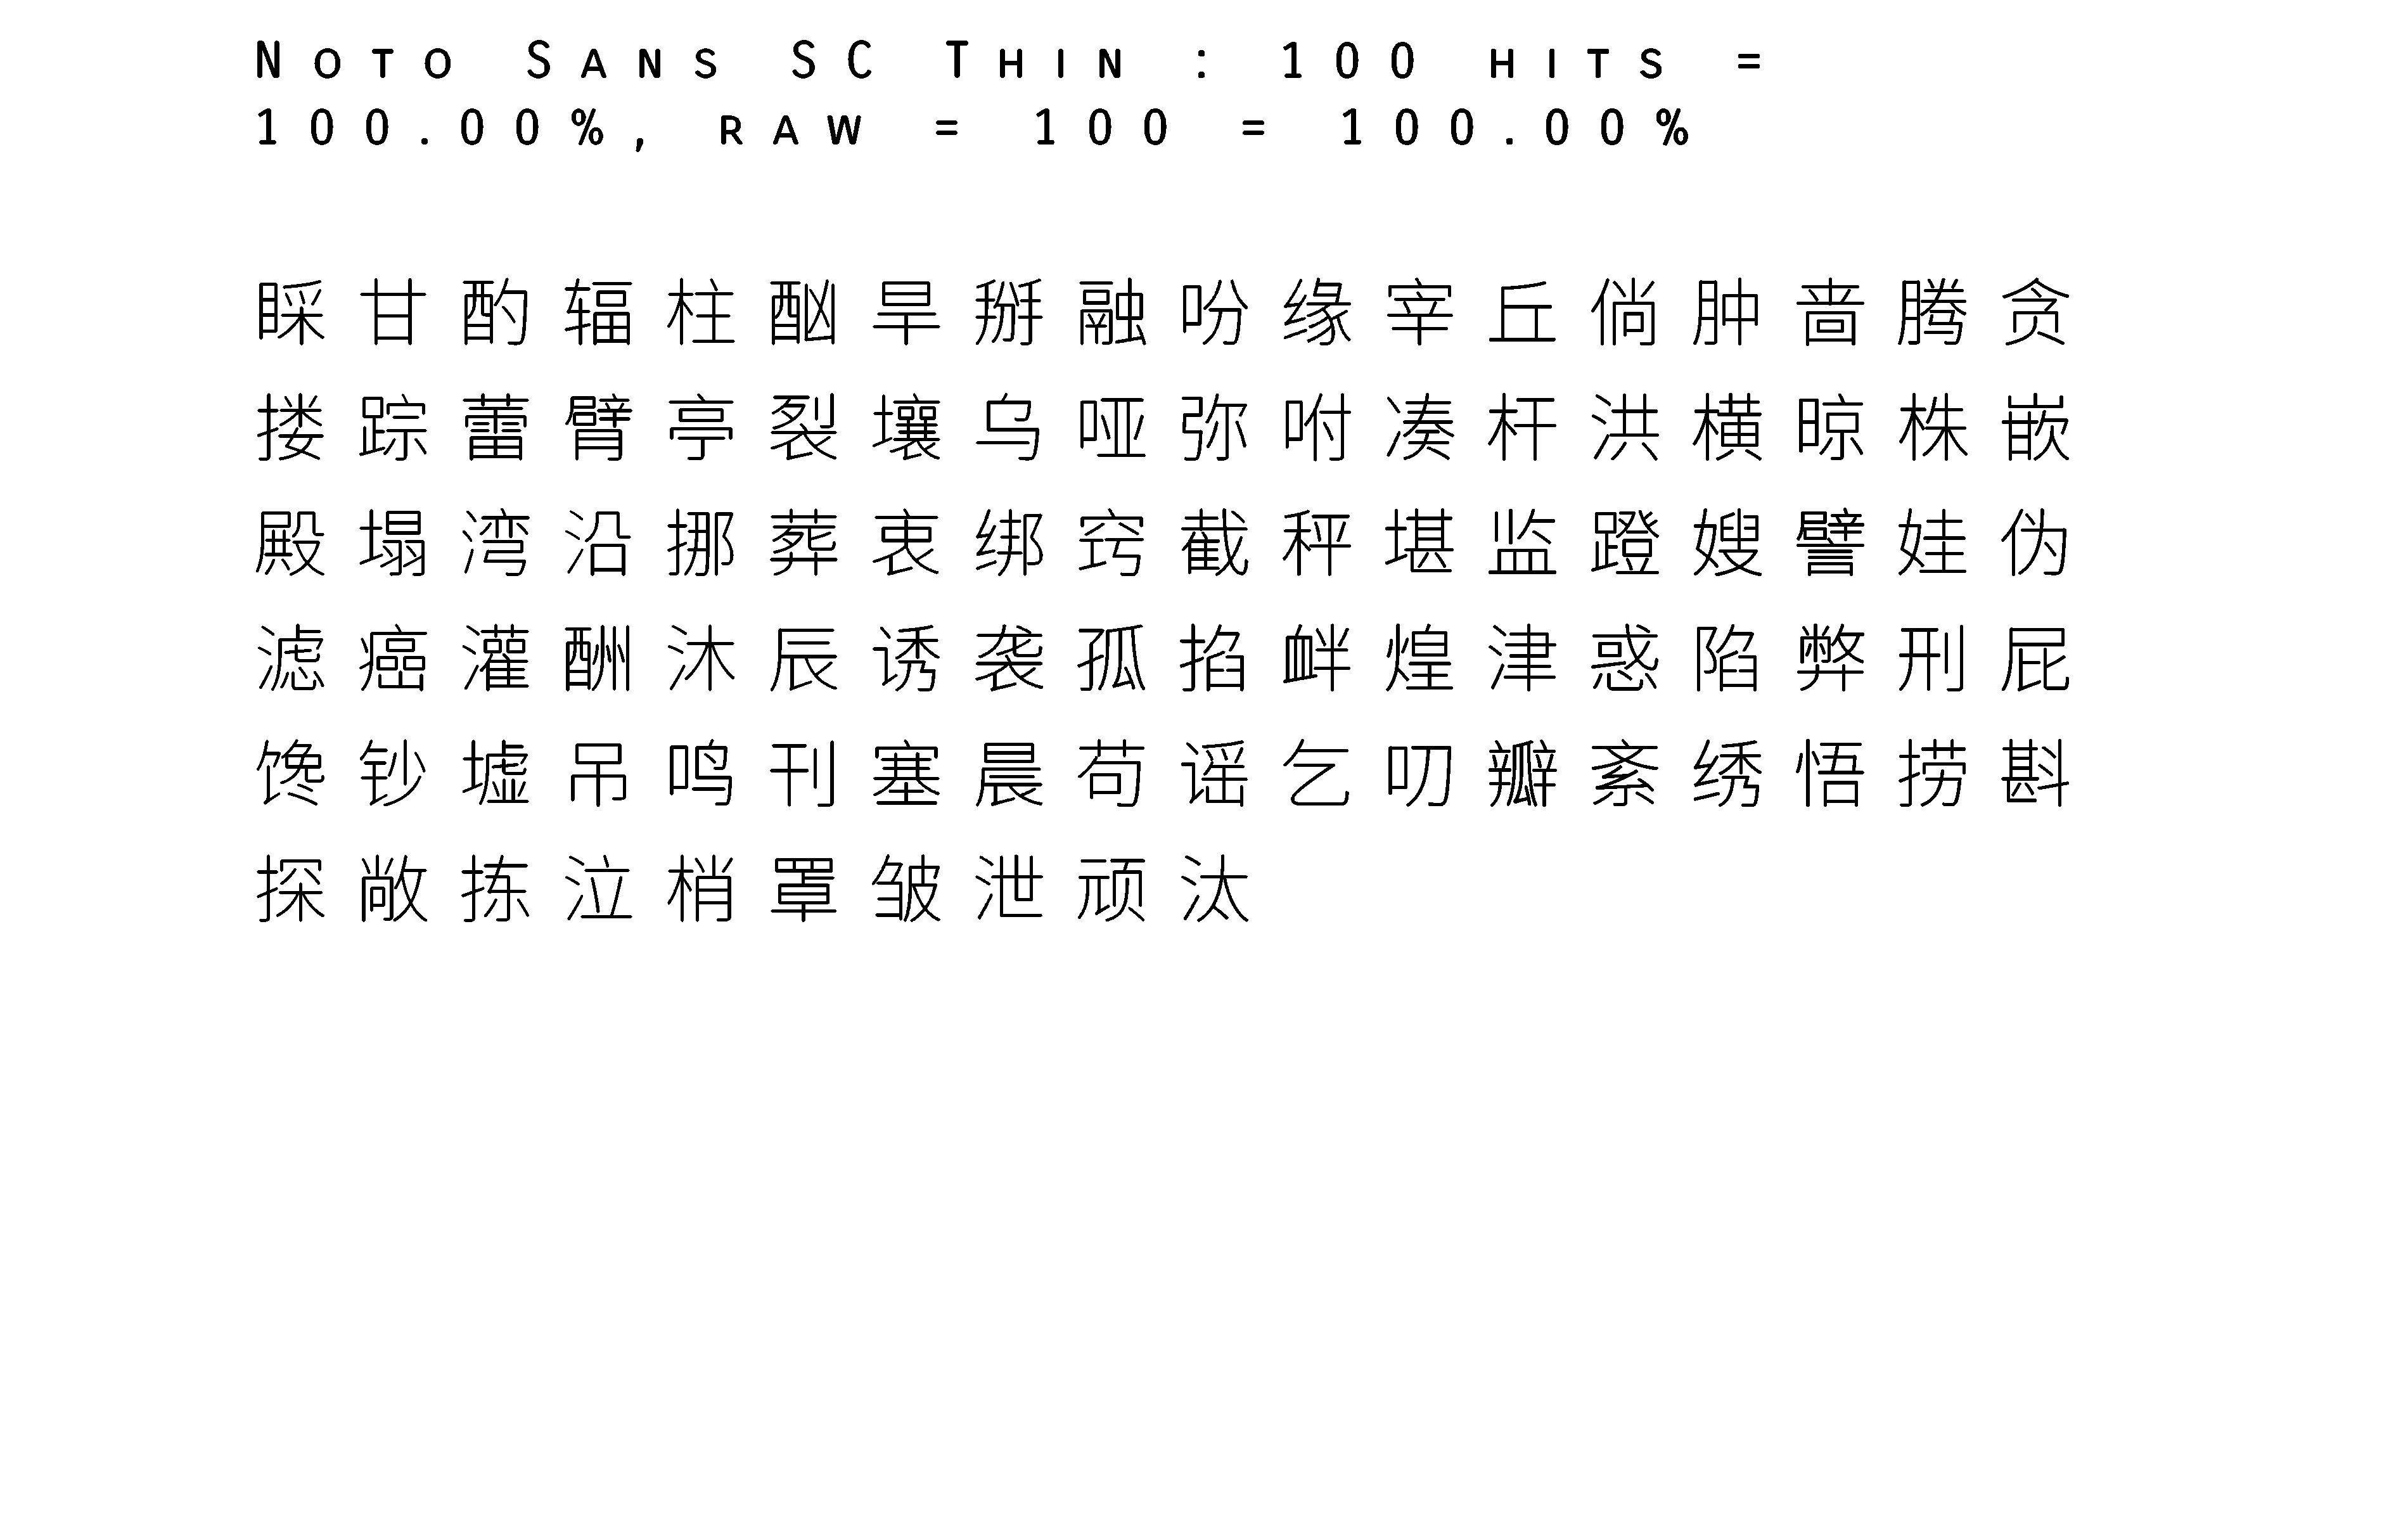 Noto Sans SC Thin : 100 hits =
100.00%, raw = 100 = 100.00%
睬甘酌辐柱酗旱掰融吩缘宰丘倘肿啬腾贪
搂踪蕾臂亭裂壤乌哑弥咐凑杆洪横晾株嵌
殿塌湾沿挪葬衷绑窍截秤堪监蹬嫂譬娃伪
滤癌灌酬沐辰诱袭孤掐衅煌津惑陷弊刑屁
馋钞墟吊鸣刊塞晨苟谣乞叨瓣紊绣悟捞斟
探敞拣泣梢罩皱泄顽汰